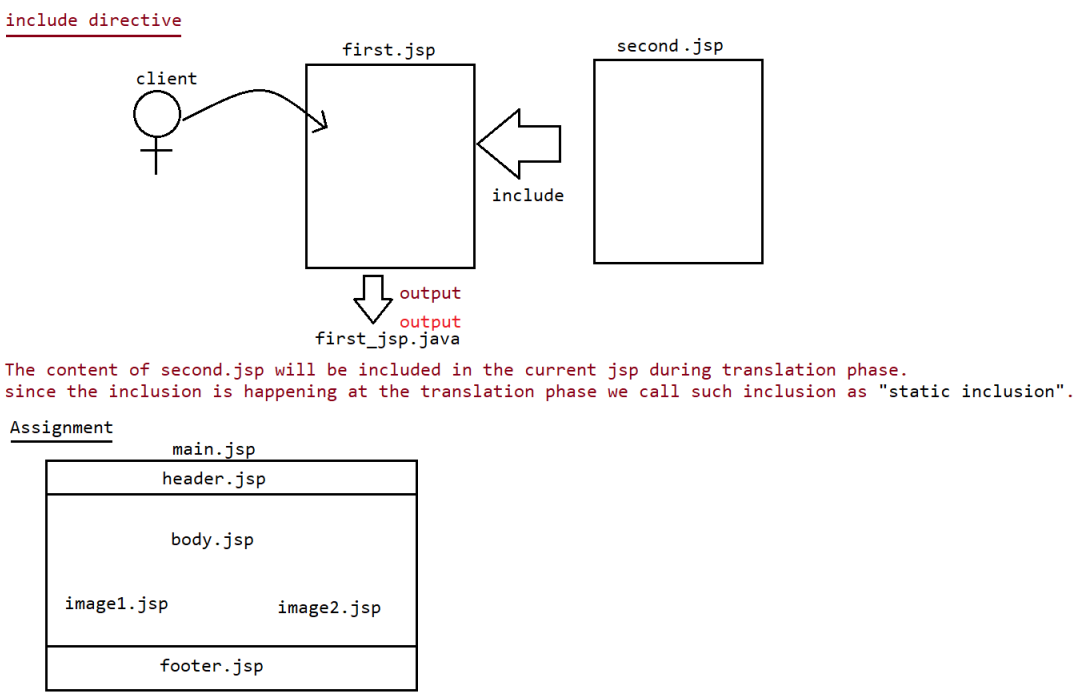 include directive
first.jsp
second.jsp
client
include
output
output
first_jsp.java
The content of second.jsp will be included in the current jsp during translation phase.
since the inclusion is happening at the translation phase we call such inclusion as "static inclusion".
Assignment
main.jsp
header.jsp
body.jsp
image1.jsp
image2.jsp
footer.jsp